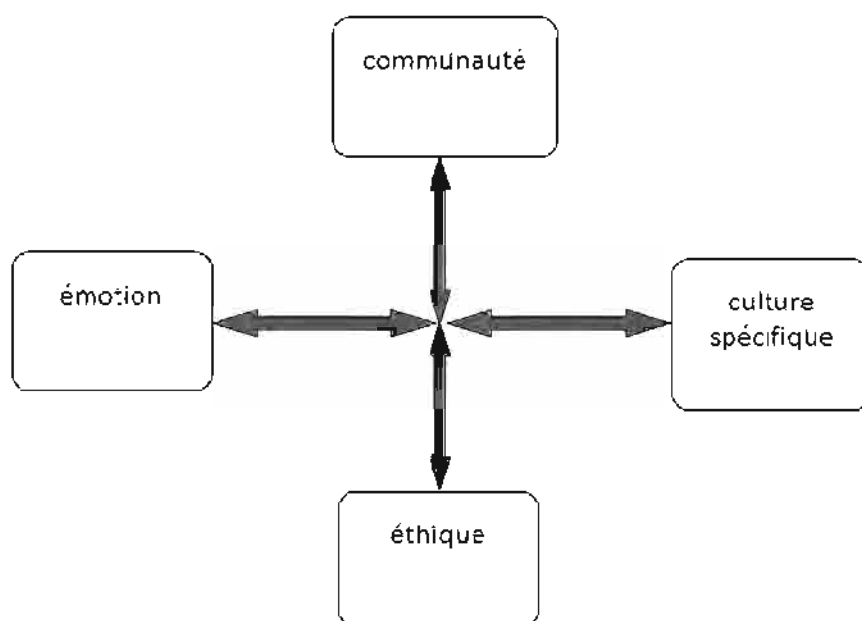 communauté
émotion
culture
spécifique
éthique